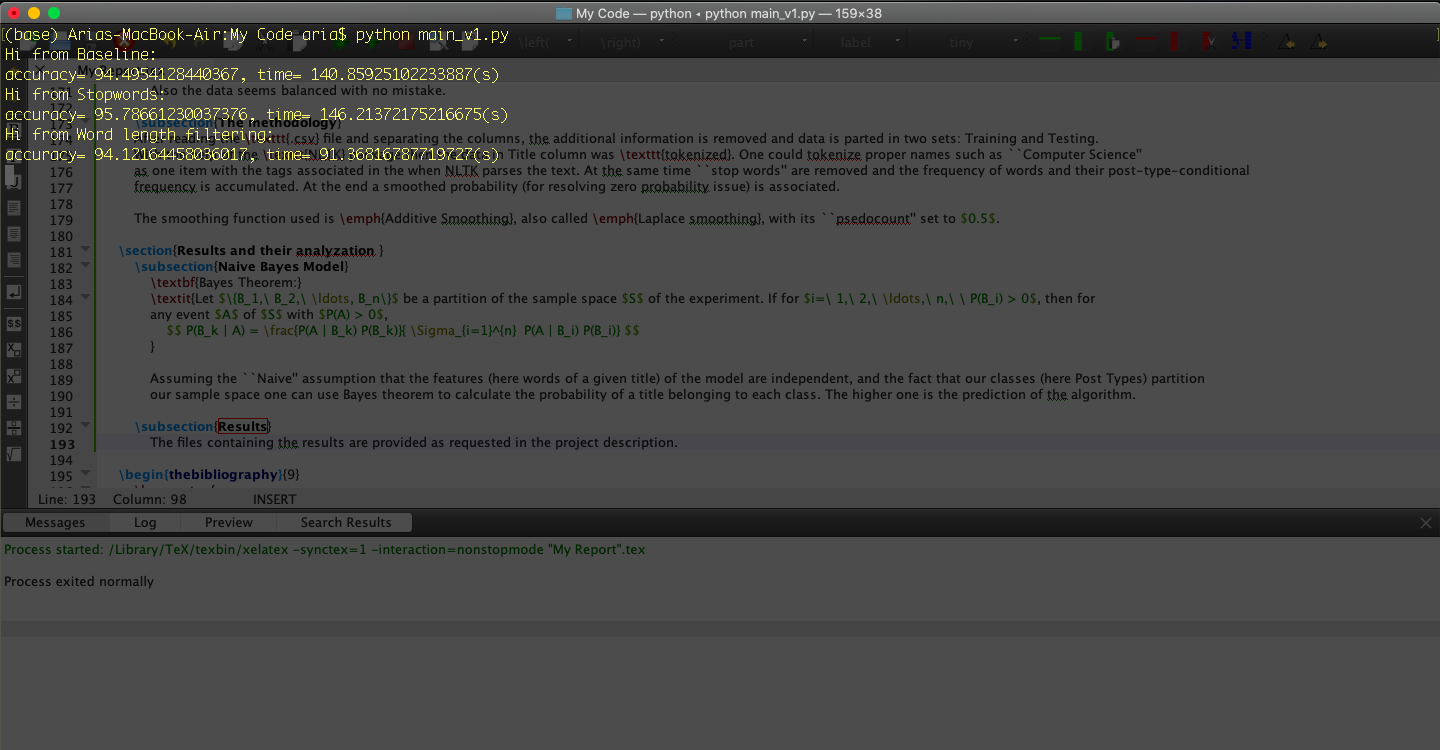 My Code — python • python main_v1.py — 159×38
(base) Arias-MacBook-Air:My Code aria$ python main_v1.py
\left( \right) part label tiny
Hi from Baseline:
accuracy= 94.4954128440367, time= 140.85925102233887(s)
Hi from Stopwords:
171 Also the data seems balanced with no mistake.
172
accuracy= 95.78661230037376, time= 146.21372175216675(s)
\subsection{The methodology}
Hi from Word length filtering:
file and separating the columns, the additional information is removed and data is parted in two sets: Training and Testing.
accuracy= 94.12164458036017, time= 91.36816787719727(s)
Title column was \texttt{tokenized}. One could tokenize proper names such as ``Computer Science"
176 as one item with the tags associated in the when NLTK parses the text. At the same time ``stop words" are removed and the frequency of words and their post-type-conditional
177 frequency is accumulated. At the end a smoothed probability (for resolving zero probability issue) is associated.
178
179 The smoothing function used is \emph{Additive Smoothing}, also called \emph{Laplace smoothing}, with its ``psedocount" set to $0.5$.
180
181 \section{Results and their analyzation }
182 \subsection{Naive Bayes Model}
183 \textbf{Bayes Theorem:}
184 \textit{Let $\{B_1,\ B_2,\ \ldots, B_n\}$ be a partition of the sample space $S$ of the experiment. If for $i=\ 1,\ 2,\ \ldots,\ n,\ \ P(B_i) > 0$, then for
185 any event $A$ of $S$ with $P(A) > 0$,
186 $$ P(B_k | A) = \frac{P(A | B_k) P(B_k)}{ \Sigma_{i=1}^{n} P(A | B_i) P(B_i)} $$
187 }
188
189 Assuming the ``Naive" assumption that the features (here words of a given title) of the model are independent, and the fact that our classes (here Post Types) partition
190 our sample space one can use Bayes theorem to calculate the probability of a title belonging to each class. The higher one is the prediction of the algorithm.
191
192 \subsection{Results}
193 The files containing the results are provided as requested in the project description.
194
195 \begin{thebibliography}{9}
Line: 193 Column: 98 INSERT
Messages Log Preview Search Results
Process started: /Library/TeX/texbin/xelatex -synctex=1 -interaction=nonstopmode "My Report".tex
Process exited normally